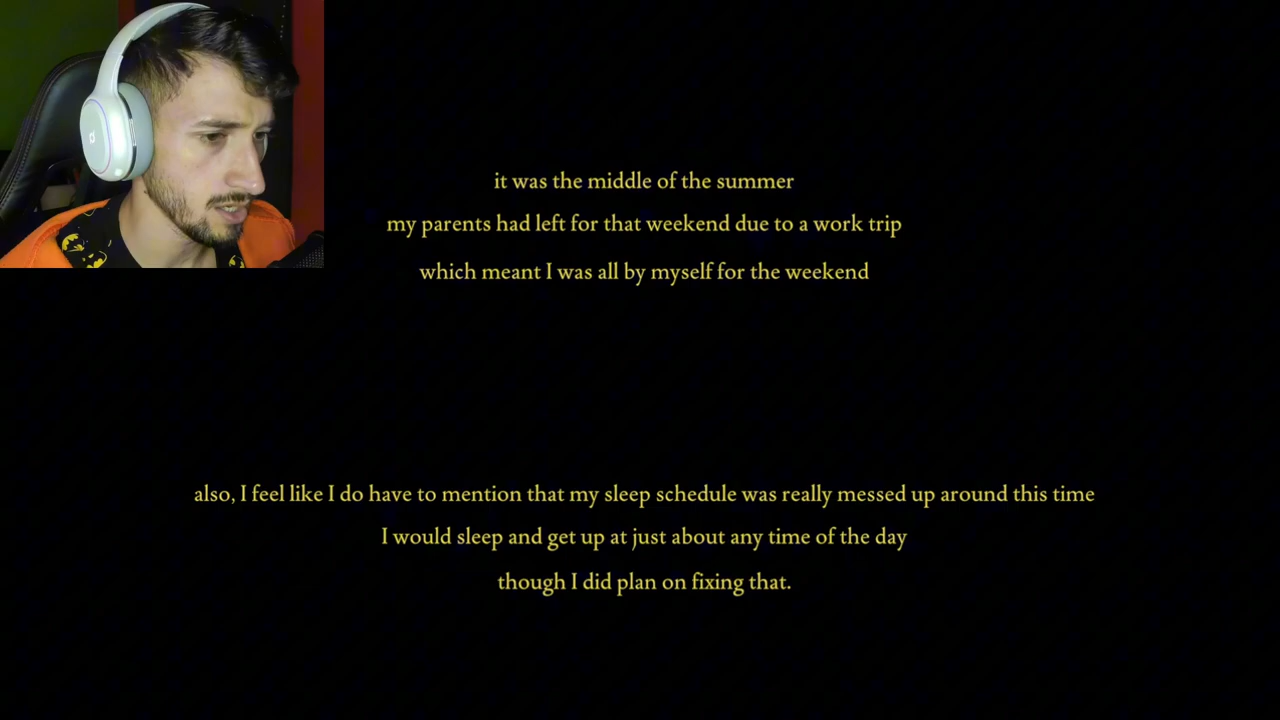 it was the middle of the summer
my parents had left for that weekend due to a work trip
which meant I was all by myself for the weekend
also, I feel like I do have to mention that my sleep schedule was really messed up around this time
I would sleep and get up at just about any time of the day
though I did plan on fixing that.